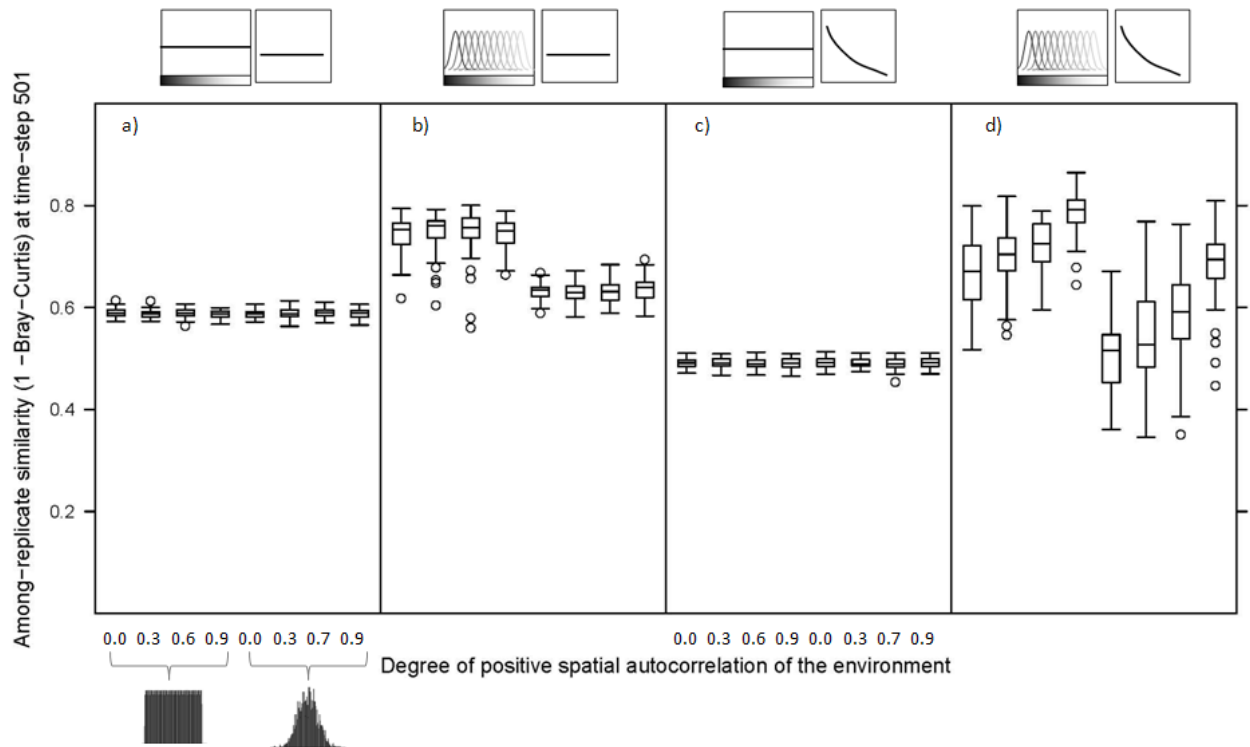 Among-replicate similarity (1 -Bray-Curtis) at time-step 501
a)
b)
c)
d)
0.8
0.6
0.4
0.2
0.0 0.3 0.6 0.9 0.0 0.3 0.7 0.9
0.0 0.3 0.6 0.9 0.0 0.3 0.7 0.9
Degree of positive spatial autocorrelation of the environment